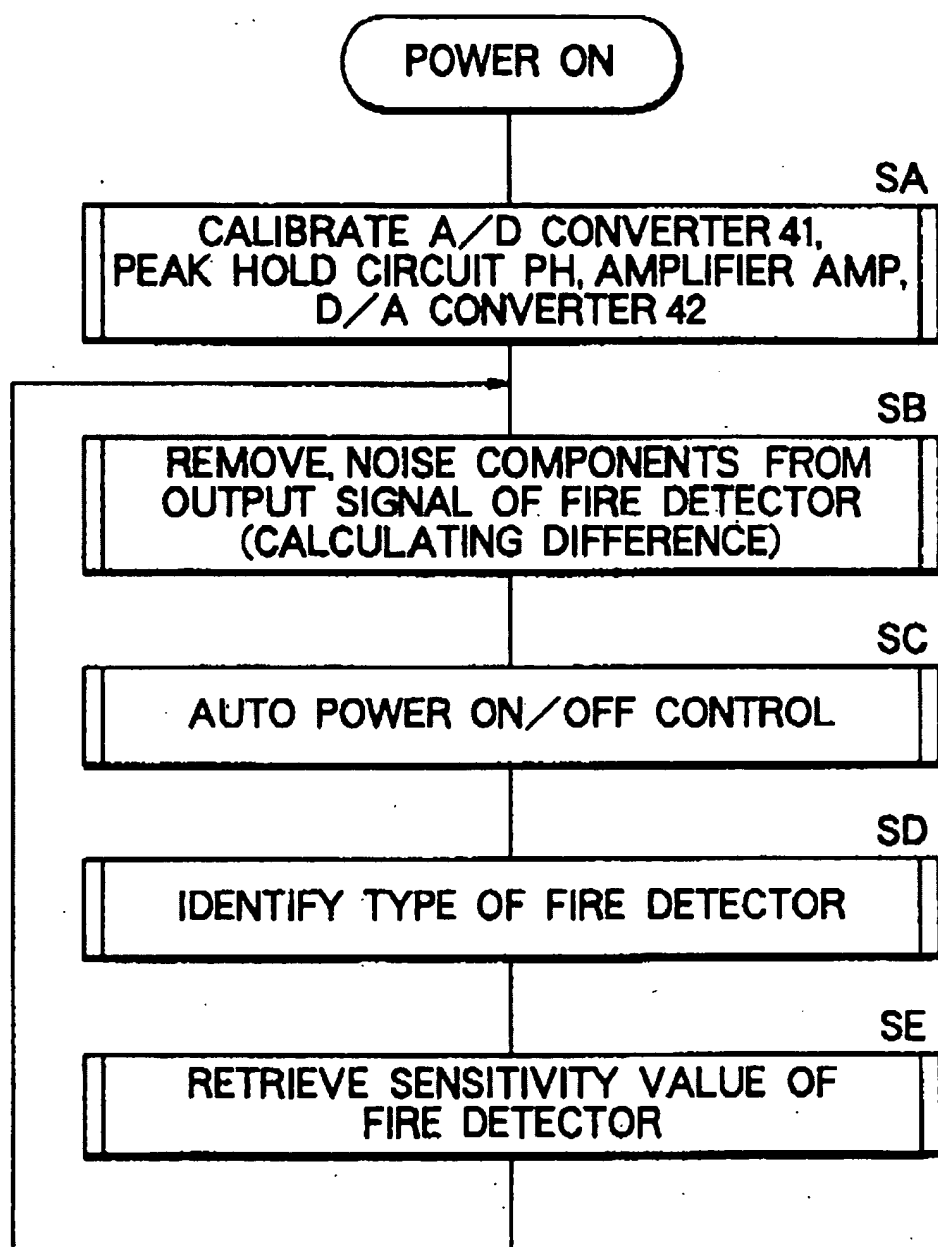 POWER ON
SA
CALIBRATE A/D CONVERTER 41,
PEAK HOLD CIRCUIT PH, AMPLIFIER AMP,
D/A CONVERTER 42
SB
REMOVE, NOISE COMPONENTS FROM
OUTPUT SIGNAL OF FIRE DETECTOR
(CALCULATING DIFFERENCE)
SC
AUTO POWER ON/OFF CONTROL
SD
IDENTIFY TYPE OF FIRE DETECTOR
SE
RETRIEVE SENSITIVITY VALUE OF
FIRE DETECTOR